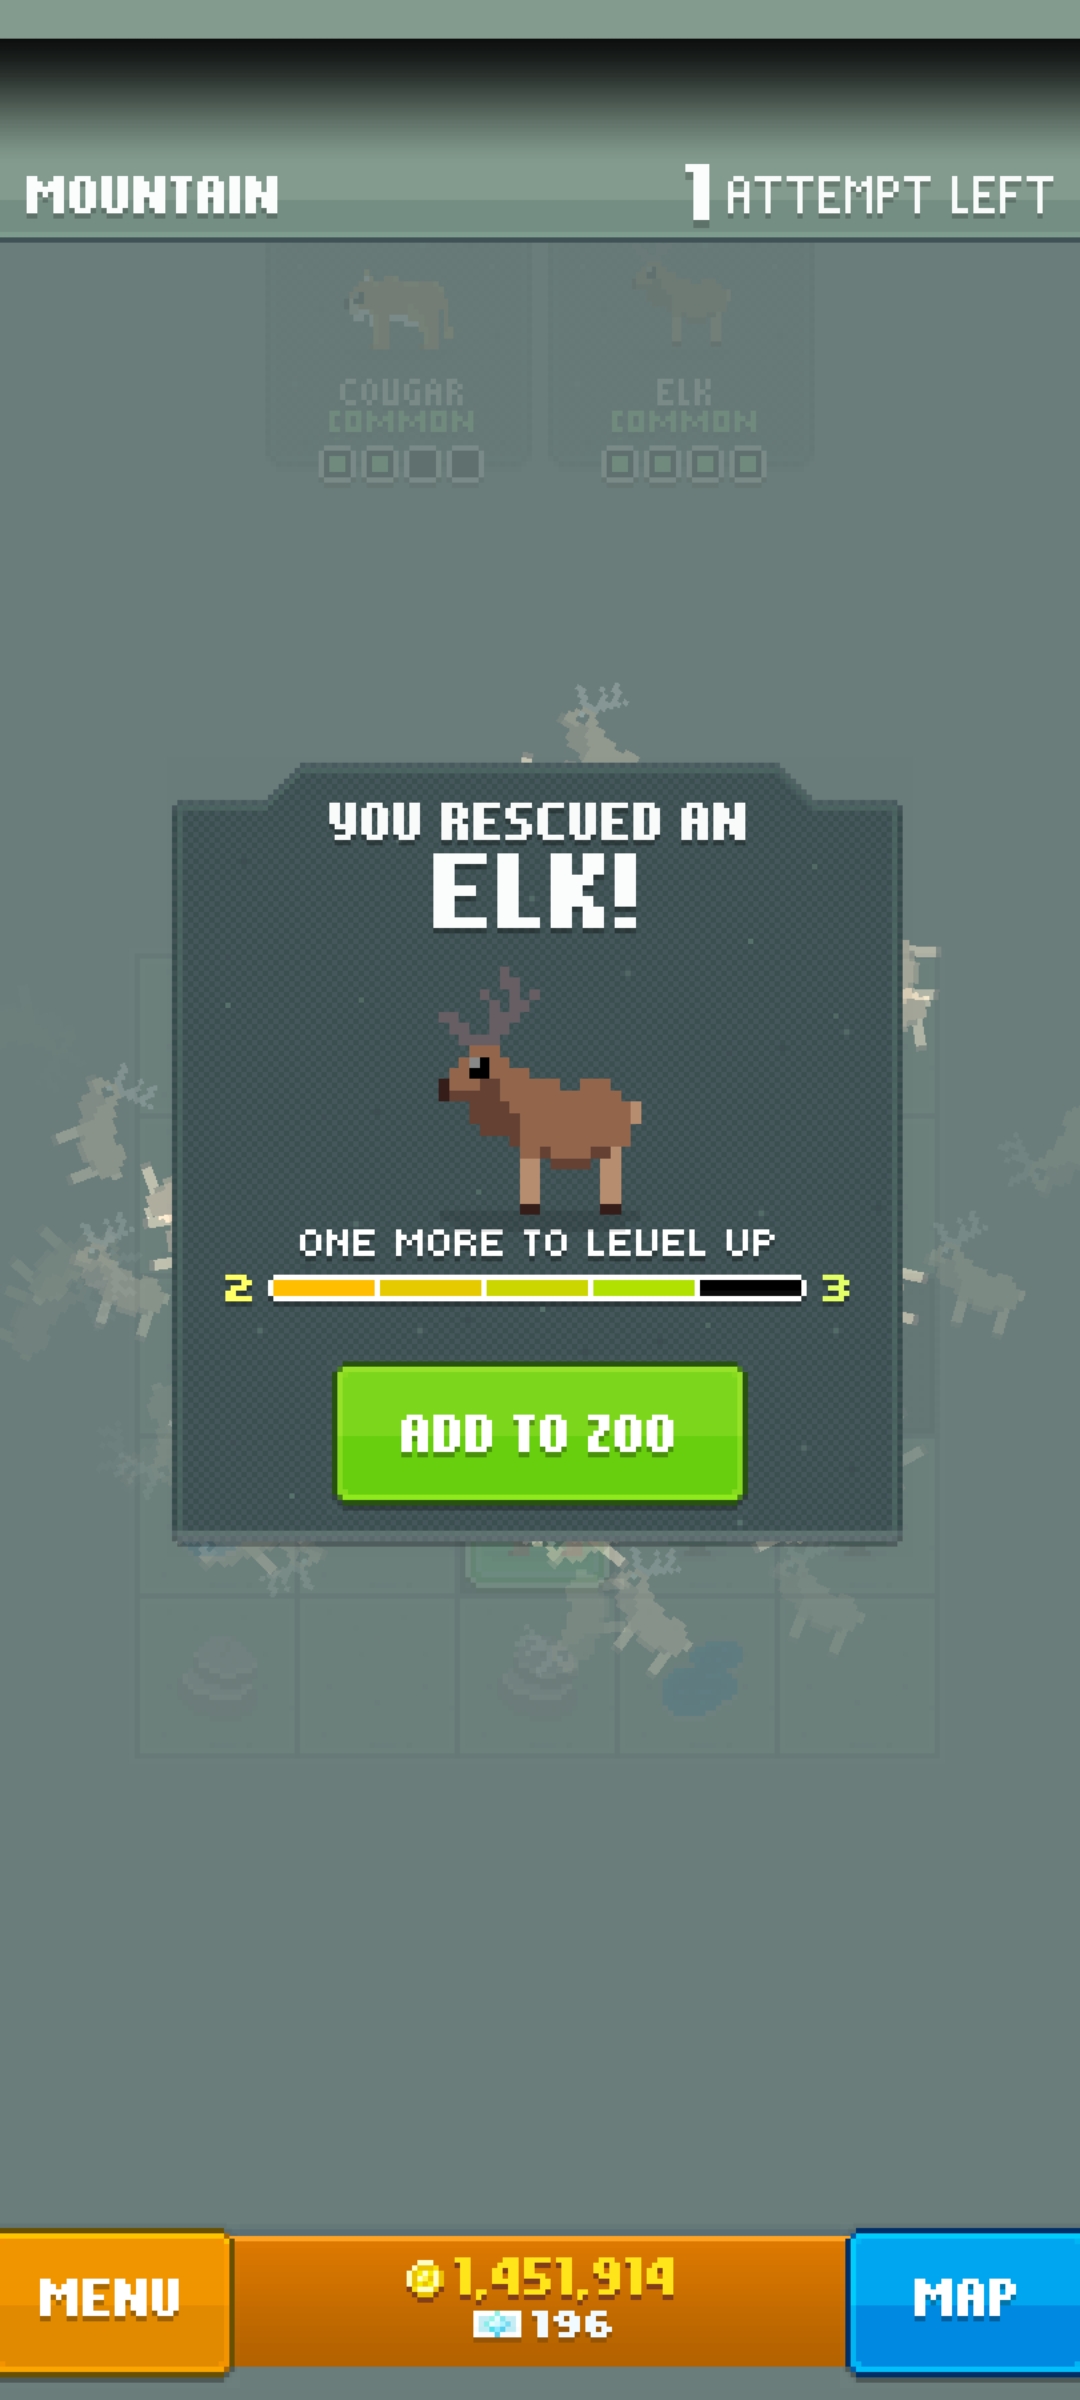 MOUNTAIN
1 ATTEMPT LEFT
COUGAR
COMMON
ELK
COMMON
YOU RESCUED AN
ELK!
ONE MORE TO LEVEL UP
2 3
ADD TO ZOO
MENU
1,451,914
196
MAP